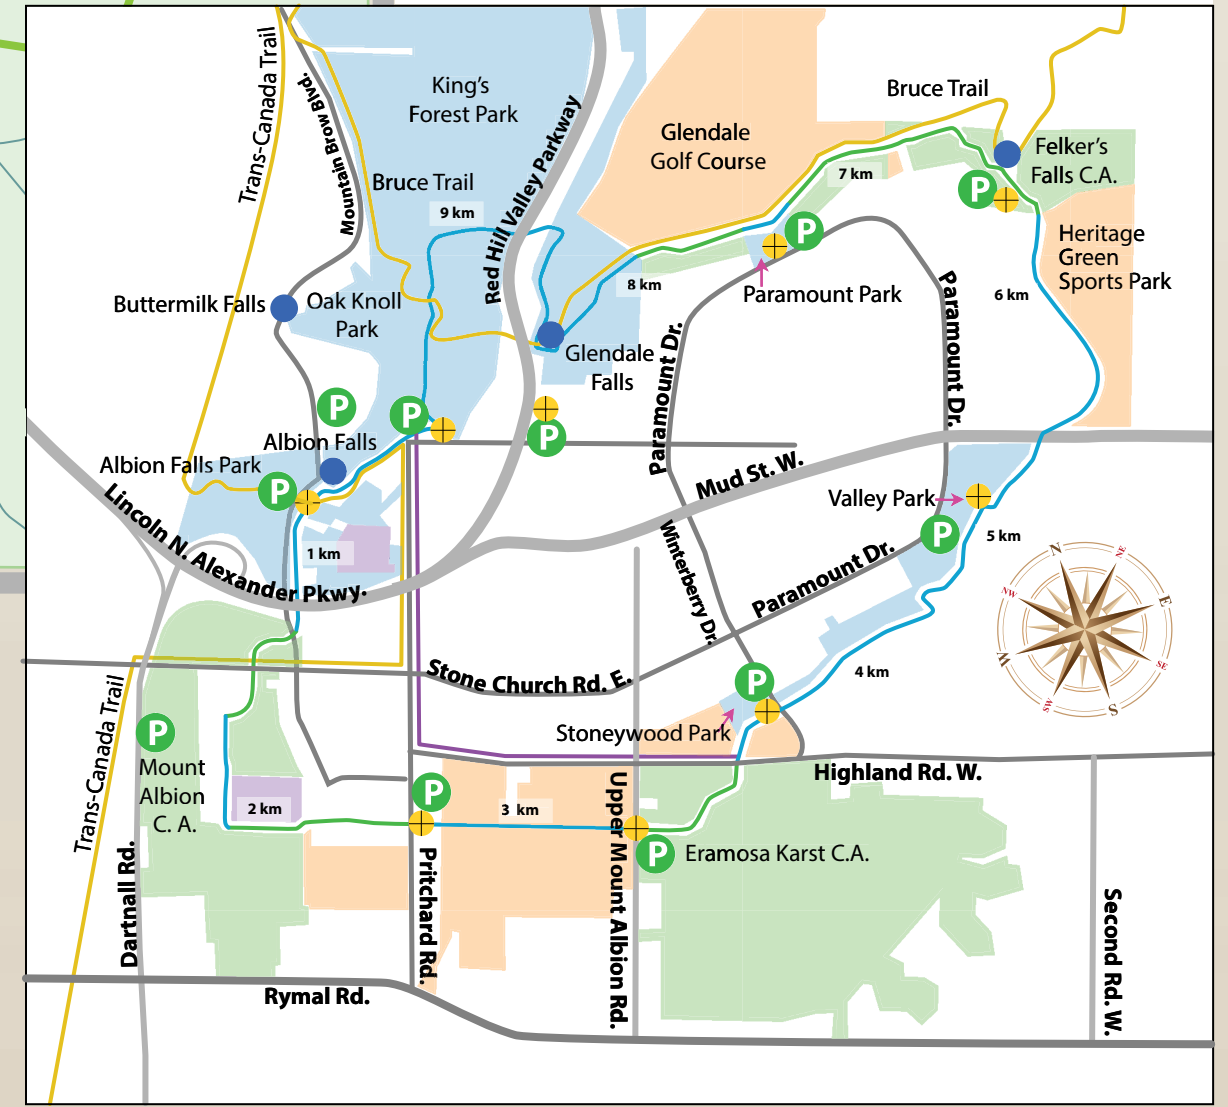 Trans-Canada Trail
Mountain Brow Blvd.
King's
Forest Park
Bruce Trail
9 km
Red Hill Valley Parkway
Glendale
Golf Course
Bruce Trail
7 km
Felker's
Falls C.A.
P
P
Heritage
Green
Sports Park
6 km
8 km
Paramount Park
Paramount Dr.
Paramount Dr.
Buttermilk Falls
Oak Knoll
Park
Glendale
Falls
P
P
P
Albion Falls
Albion Falls Park
P
Lincoln N. Alexander Pkwy.
1 km
Mud St. W.
Valley Park
P
5 km
Winterberry Dr.
Paramount Dr.
N
NE
E
SE
S
SW
W
NW
4 km
Stone Church Rd. E.
P
Stoneywood Park
Trans-Canada Trail
P
Mount
Albion
C. A.
2 km
P
3 km
Highland Rd. W.
Upper Mount Albion Rd.
P
Eramosa Karst C.A.
Dartnall Rd.
Pritchard Rd.
Second Rd. W.
Rymal Rd.